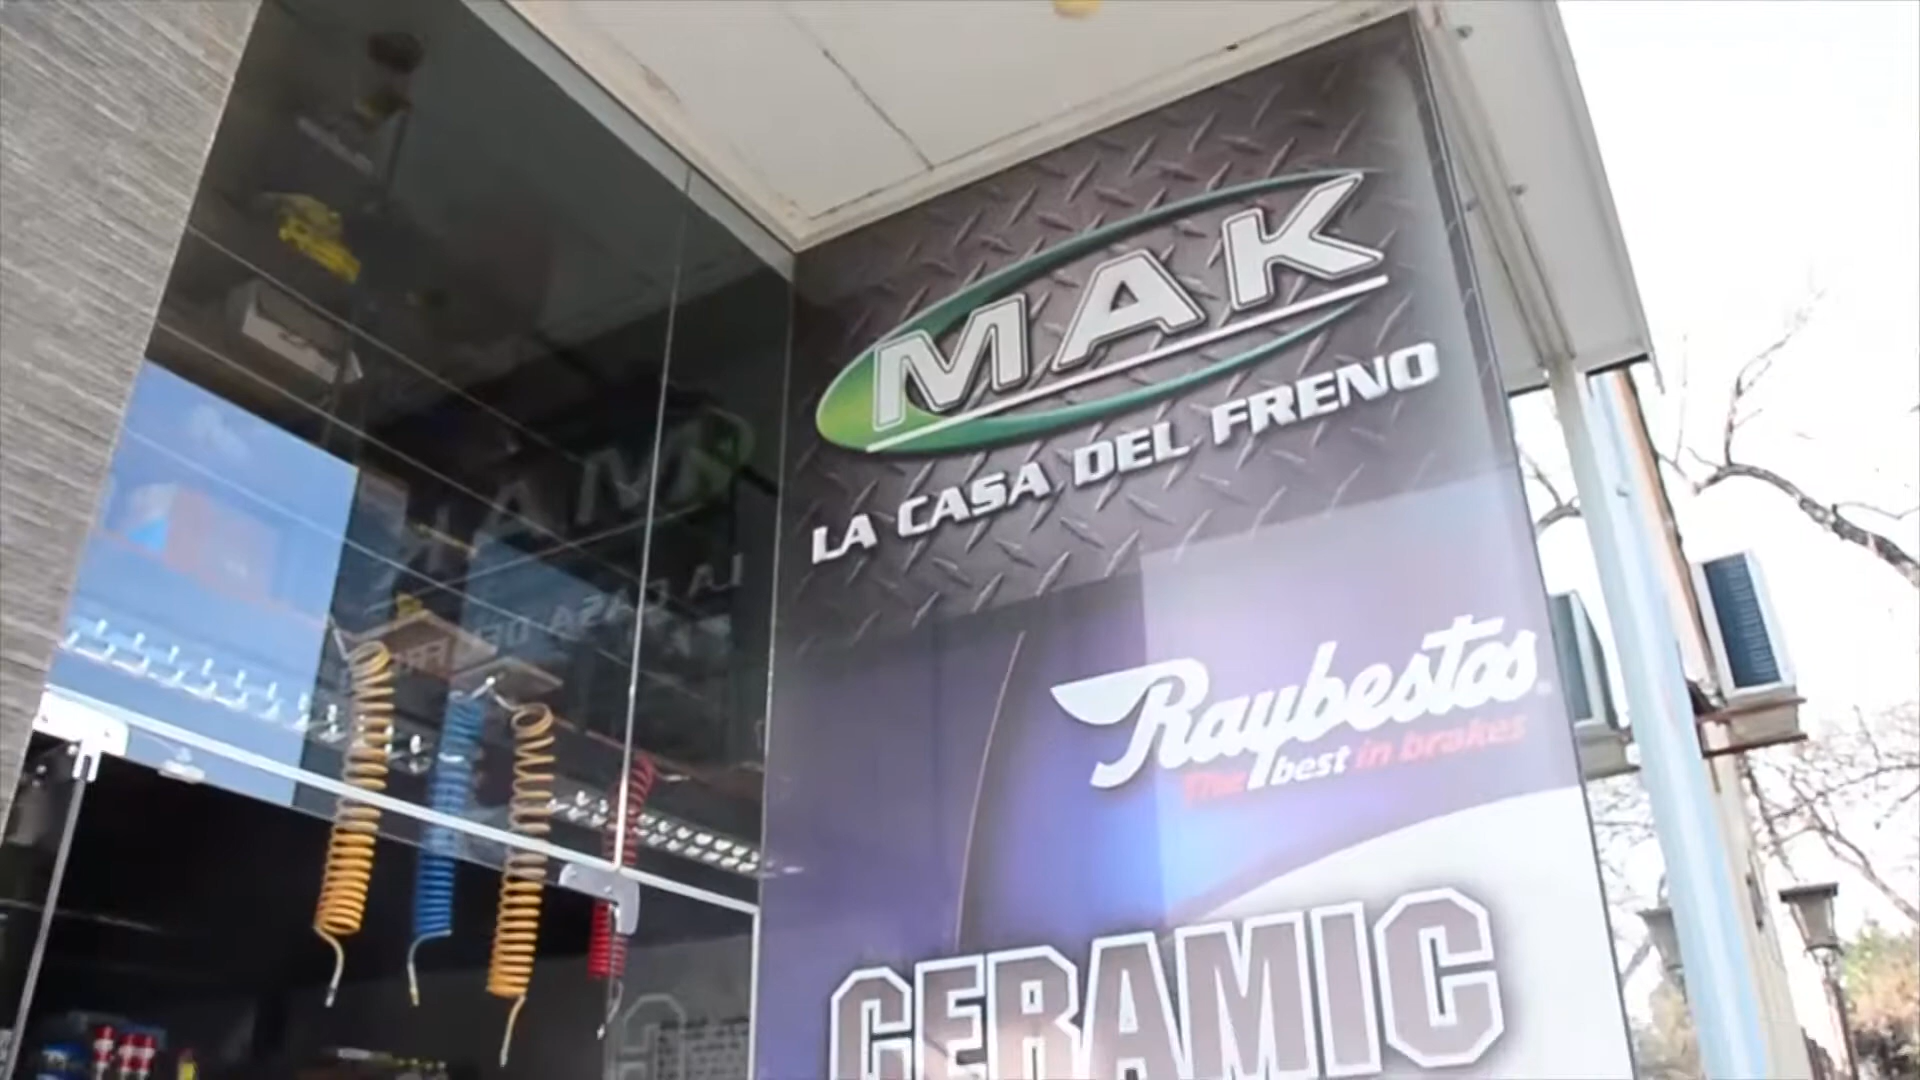 MAK
LA CASA DEL FRENO
Raybestos
The best in brakes
CERAMIC